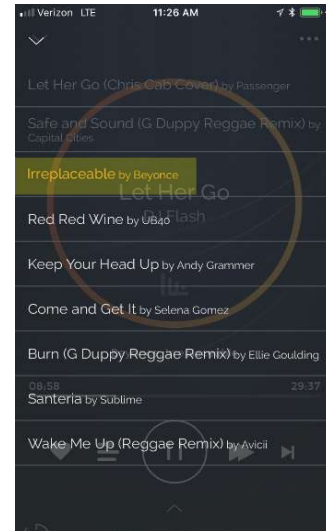 Verizon LTE 11:26 AM
Let Her Go (Chris Cab Cover) by Passenger
Safe and Sound (G Duppy Reggae Remix) by
Capital Cities
Irreplaceable by Beyonce
Let Her Go
Red Red Wine by UB40
DJ Flash
Keep Your Head Up by Andy Grammer
Come and Get It by Selena Gomez
Burn (G Duppy Reggae Remix) by Ellie Goulding
08:58 29:37
Santeria by Sublime
Wake Me Up (Reggae Remix) by Avicii